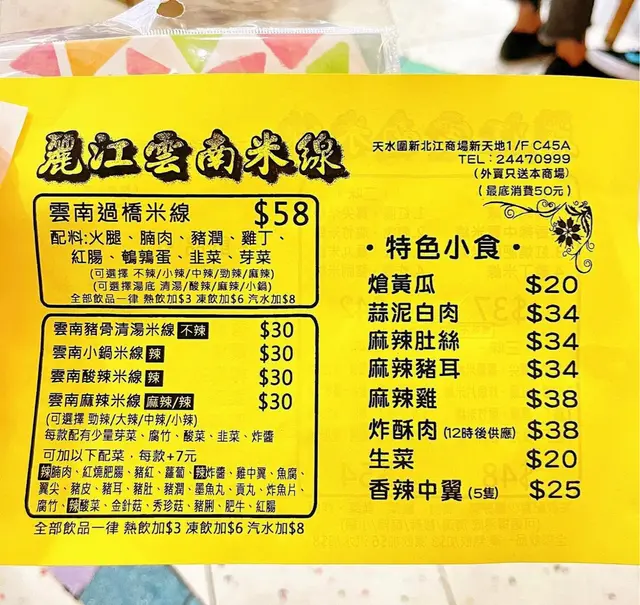 麗江雲南米線
天水圍新北江商場新天地1/F C45A
TEL:24470999
(外賣只送本商場)
(最底消費50元)
雲南過橋米線 $58
配料:火腿、腩肉、豬潤、雞丁、
紅腸、鵪鶉蛋、韭菜、芽菜
(可選擇 不辣/小辣/中辣/勁辣/麻辣)
(可選擇湯底 清湯/酸辣/麻辣/小鍋)
全部飲品一律 熱飲加$3 凍飲加$6 汽水加$8
雲南豬骨清湯米線 不辣 $30
雲南小鍋米線 辣 $30
雲南酸辣米線 辣 $30
雲南麻辣米線 麻辣/辣 $30
(可選擇 勁辣/大辣/中辣/小辣)
每款配有少量芽菜、腐竹、酸菜、韭菜、炸醬
可加以下配菜，每款+7元
辣腩肉、紅燒肥腸、豬紅、蘿蔔、辣炸醬、雞中翼、魚腐、
翼尖、豬皮、豬耳、豬肚、豬潤、墨魚丸、貢丸、炸魚片、
腐竹、辣酸菜、金針菇、秀珍菇、豬脷、肥牛、紅腸
全部飲品一律 熱飲加$3 凍飲加$6 汽水加$8
·特色小食·
熗黃瓜 $20
蒜泥白肉 $34
麻辣肚絲 $34
麻辣豬耳 $34
麻辣雞 $38
炸酥肉 (12時後供應) $38
生菜 $20
香辣中翼 (5隻) $25